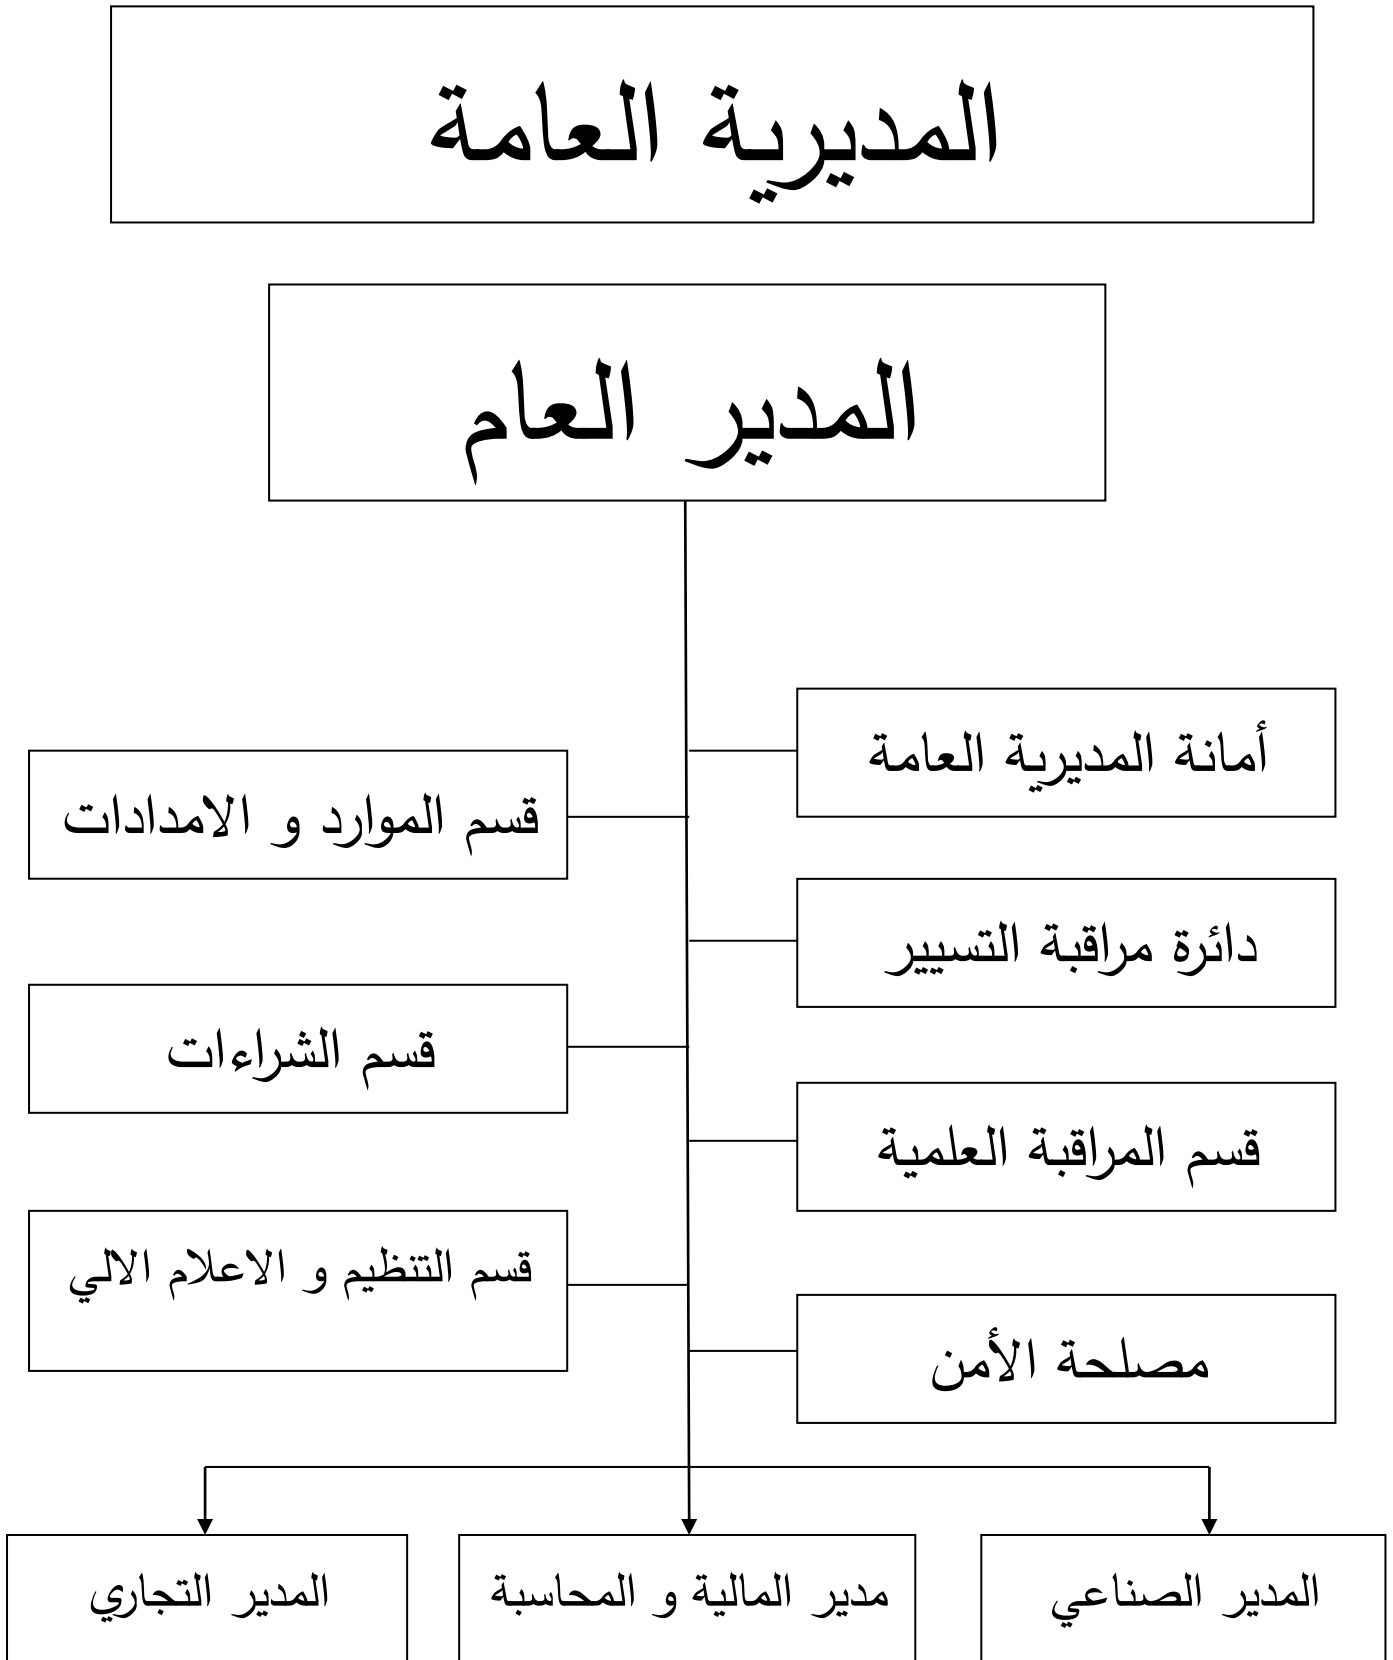 المديرية العامة
المدير العام
أمانة المديرية العامة
قسم الموارد و الامدادات
دائرة مراقبة التسيير
قسم الشراءات
قسم المراقبة العلمية
قسم التنظيم و الاعلام الالي
مصلحة الأمن
المدير الصناعي
مدير المالية و المحاسبة
المدير التجاري